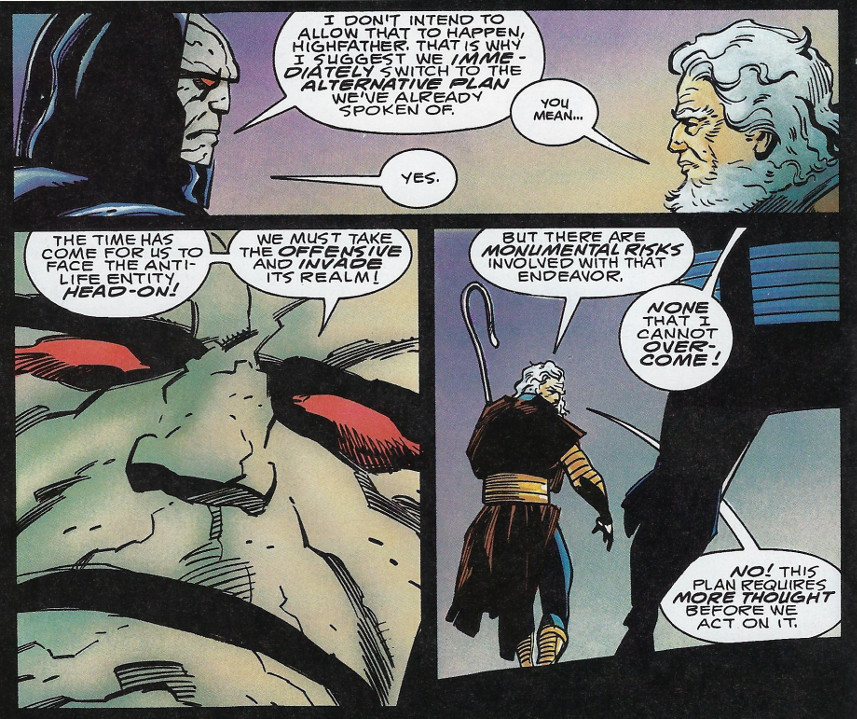 I DON'T INTEND TO
ALLOW THAT TO HAPPEN,
HIGHFATHER. THAT IS WHY
I SUGGEST WE IMME-
DIATELY SWITCH TO THE
ALTERNATIVE PLAN
WE'VE ALREADY
SPOKEN OF.
YOU
MEAN...
YES.
THE TIME HAS
COME FOR US TO
FACE THE ANTI-
LIFE ENTITY
HEAD-ON!
WE MUST TAKE
THE OFFENSIVE
AND INVADE
ITS REALM!
BUT THERE ARE
MONUMENTAL RISKS
INVOLVED WITH THAT
ENDEAVOR.
NONE
THAT I
CANNOT
OVER-
COME!
NO! THIS
PLAN REQUIRES
MORE THOUGHT
BEFORE WE
ACT ON IT.